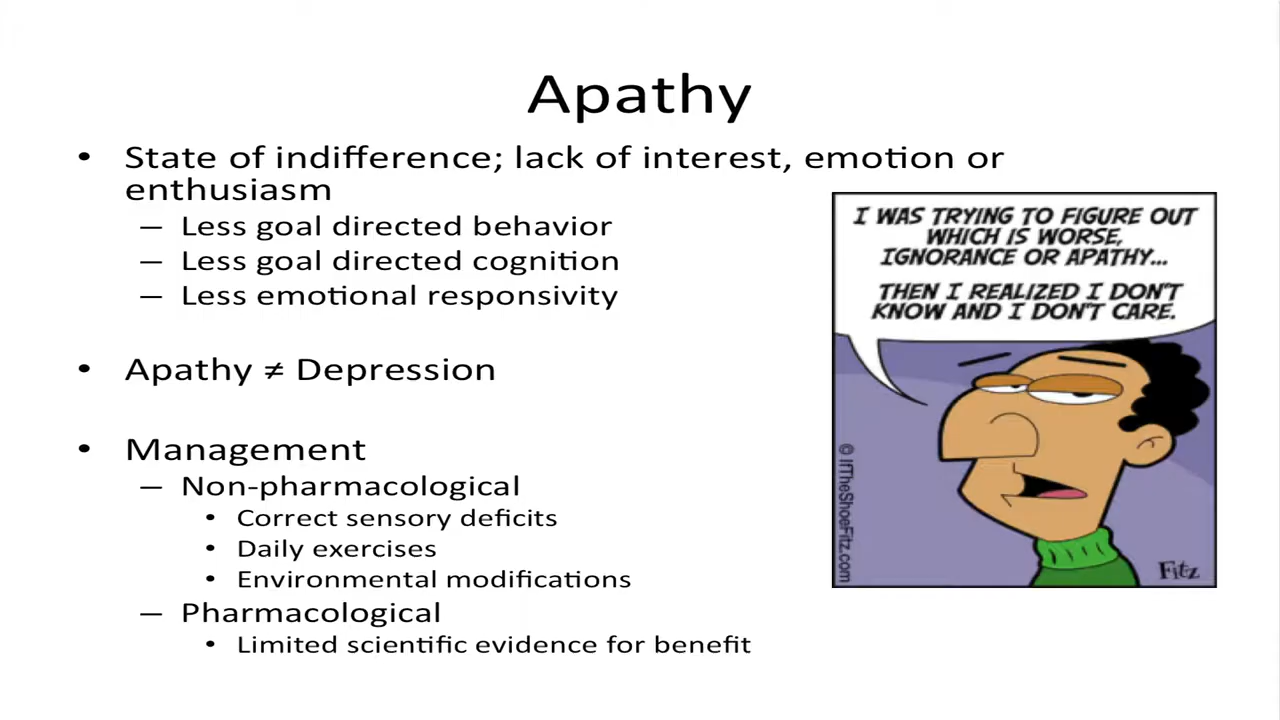 Apathy
• State of indifference; lack of interest, emotion or
enthusiasm
– Less goal directed behavior
– Less goal directed cognition
– Less emotional responsivity
• Apathy ≠ Depression
• Management
– Non-pharmacological
• Correct sensory deficits
• Daily exercises
• Environmental modifications
– Pharmacological
• Limited scientific evidence for benefit
I WAS TRYING TO FIGURE OUT
WHICH IS WORSE,
IGNORANCE OR APATHY...
THEN I REALIZED I DON'T
KNOW AND I DON'T CARE.
© IfTheShoeFitz.com
Fitz